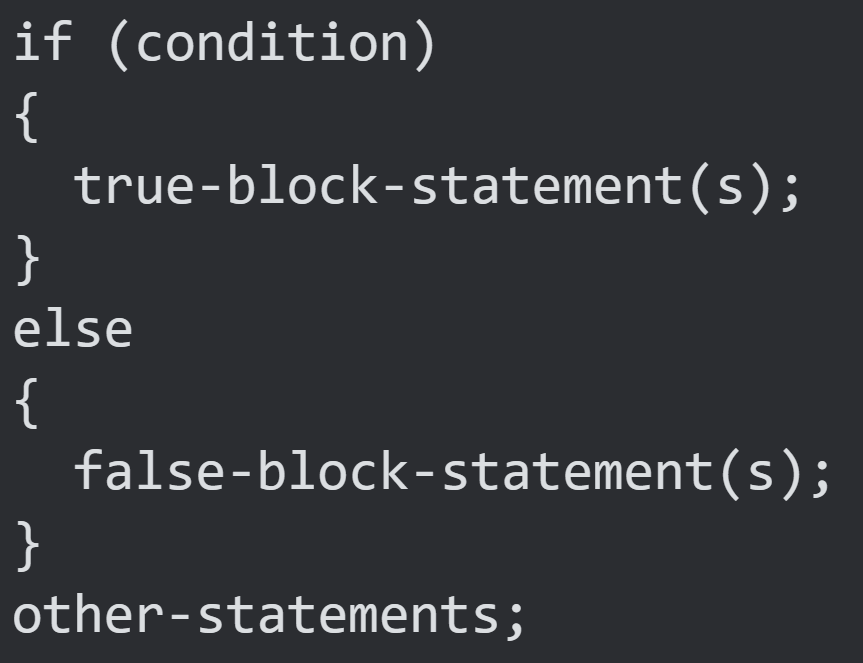 if (condition)
{
  true-block-statement(s);
}
else
{
  false-block-statement(s);
}
other-statements;